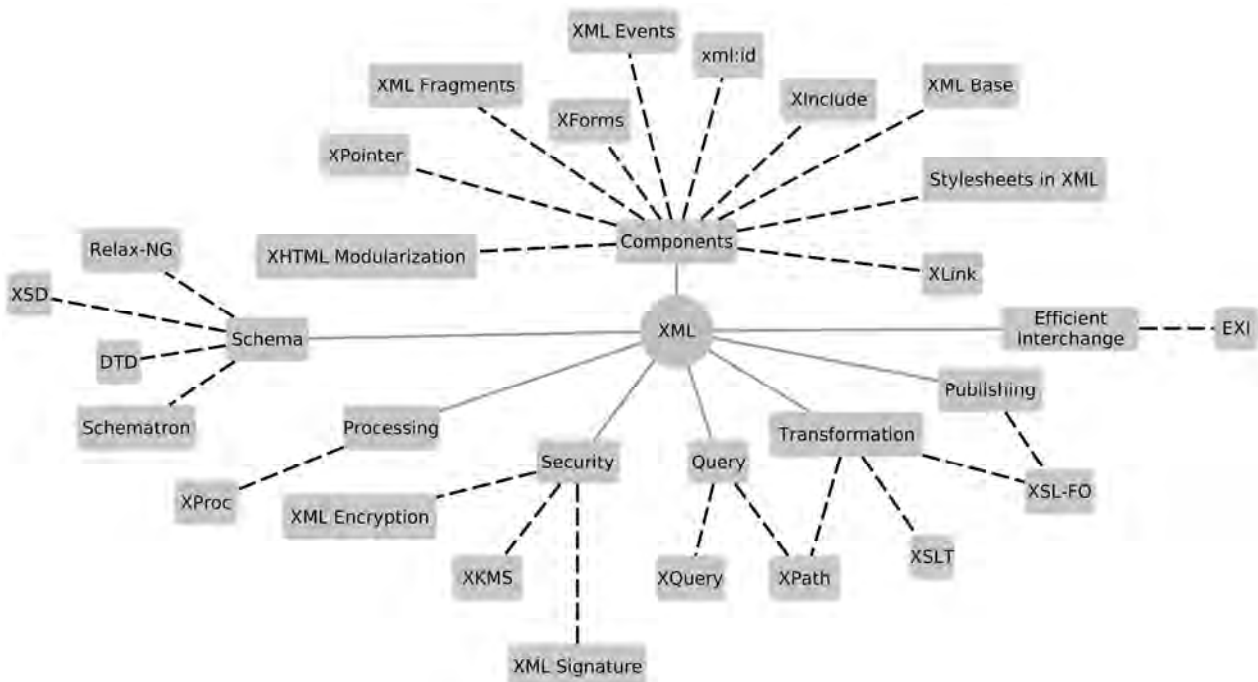 XML Events
xml:id
XML Fragments
XInclude
XML Base
XForms
XPointer
Stylesheets in XML
Relax-NG
XHTML Modularization
Components
XLink
XSD
Schema
XML
Efficient
Interchange
EXI
DTD
Publishing
Schematron
Processing
Transformation
Security
Query
XProc
XML Encryption
XSL-FO
XKMS
XQuery
XPath
XSLT
XML Signature